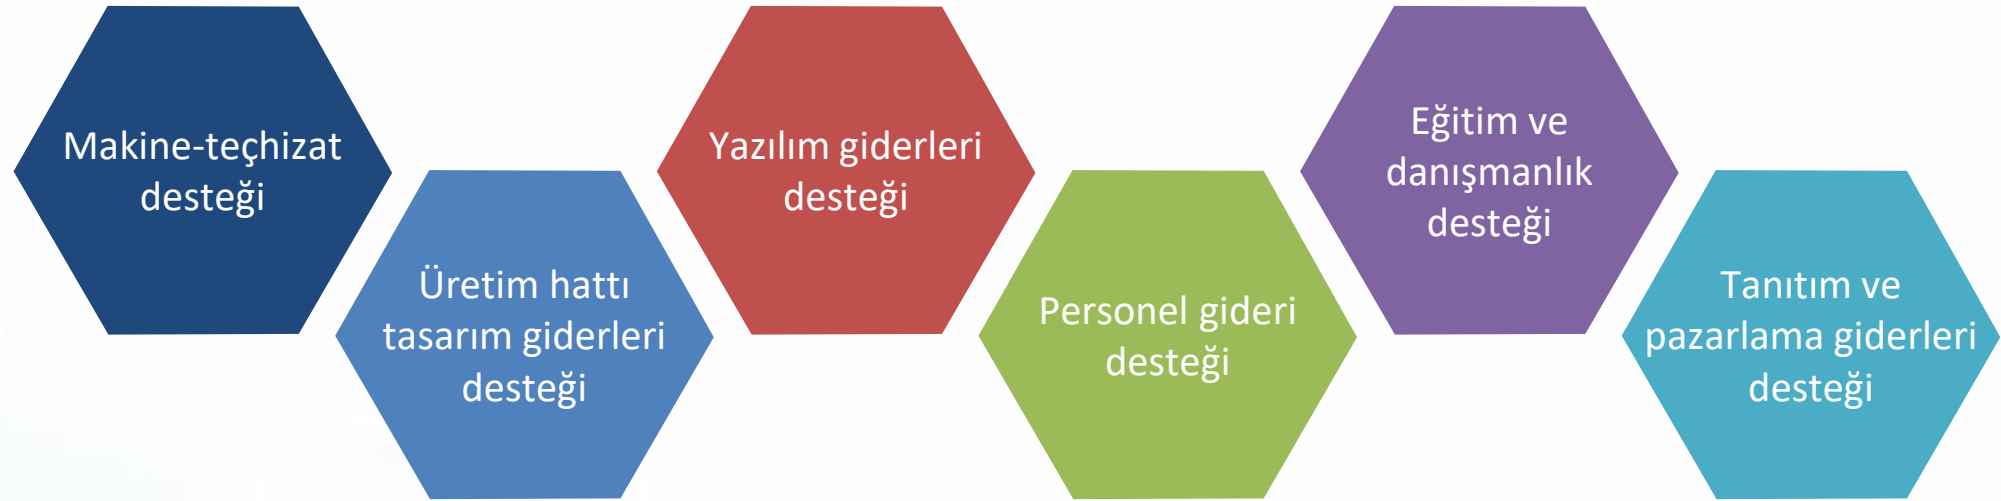 Makine-teçhizat
desteği
Üretim hattı
tasarım giderleri
desteği
Yazılım giderleri
desteği
Personel gideri
desteği
Eğitim ve
danışmanlık
desteği
Tanıtım ve
pazarlama giderleri
desteği